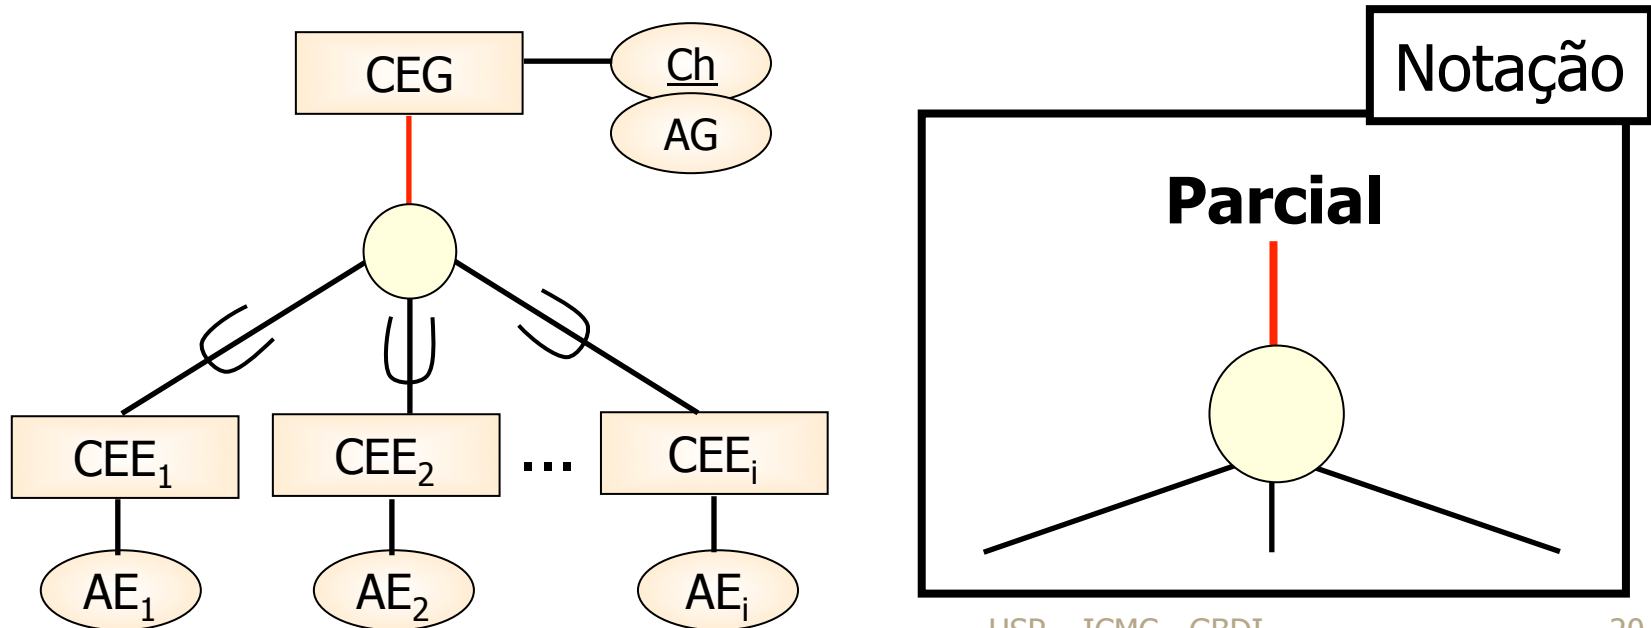 CEG
Ch
AG
CEE1
CEE2
...
CEEi
AE1
AE2
AEi
Notação
Parcial